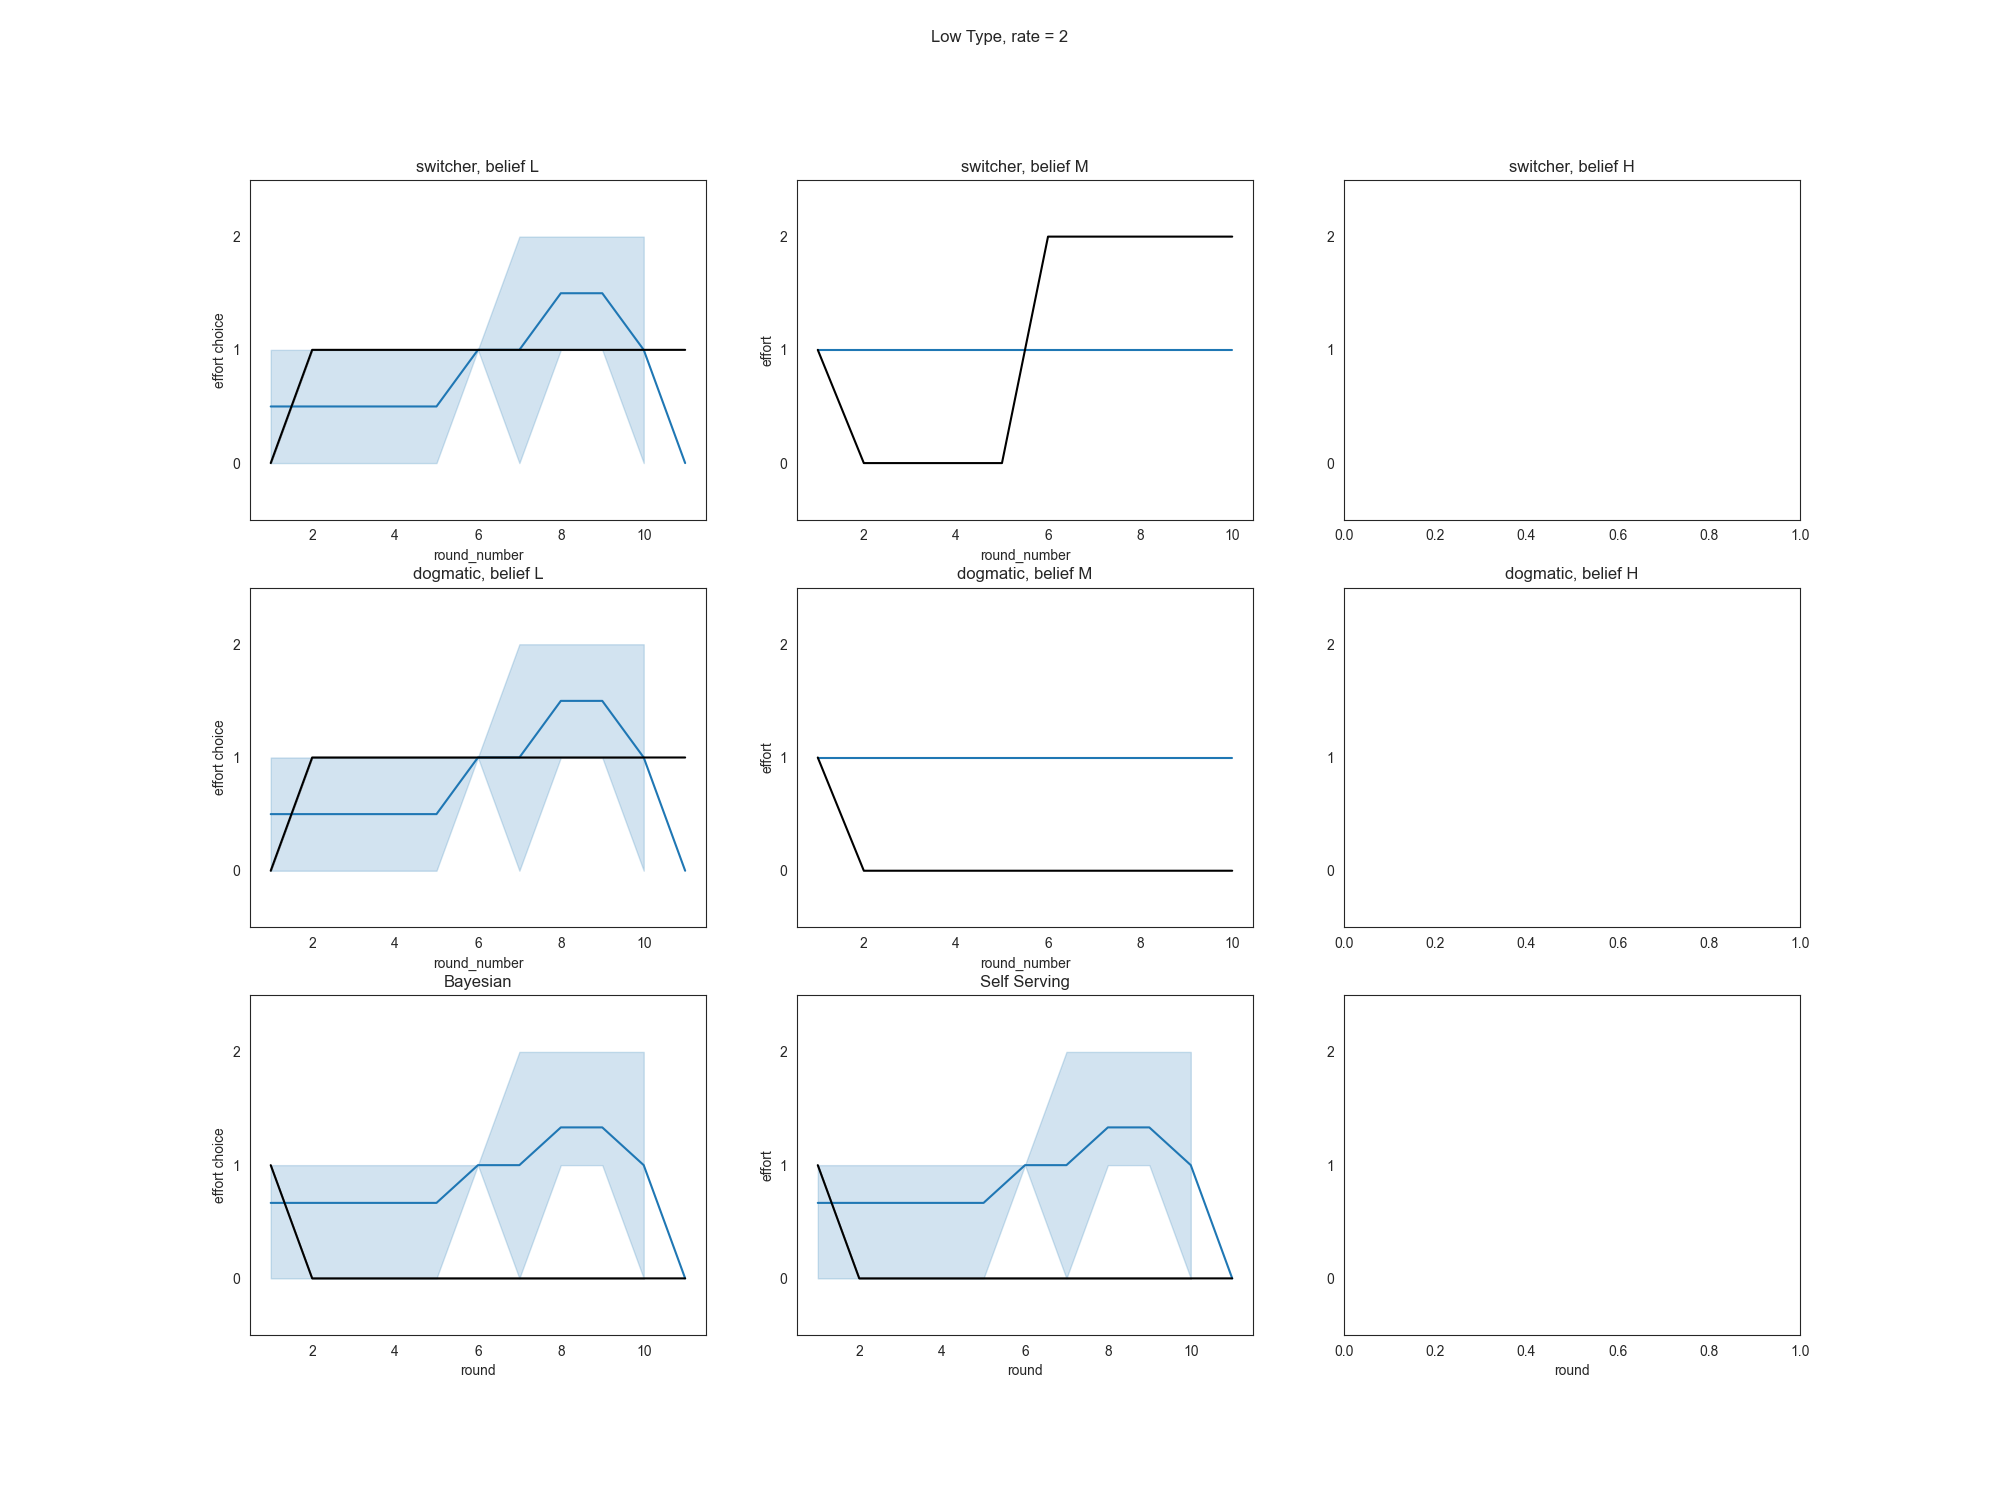 Low Type, rate = 2
switcher, belief L
switcher, belief M
switcher, belief H
2
1
0
effort choice
2 4 6 8 10
round_number
2
1
0
effort
2 4 6 8 10
round_number
2
1
0
0.0 0.2 0.4 0.6 0.8 1.0
dogmatic, belief L
dogmatic, belief M
dogmatic, belief H
2
1
0
effort choice
2 4 6 8 10
round_number
2
1
0
effort
2 4 6 8 10
round_number
2
1
0
0.0 0.2 0.4 0.6 0.8 1.0
Bayesian
Self Serving
2
1
0
effort choice
2 4 6 8 10
round
2
1
0
effort
2 4 6 8 10
round
2
1
0
0.0 0.2 0.4 0.6 0.8 1.0
round